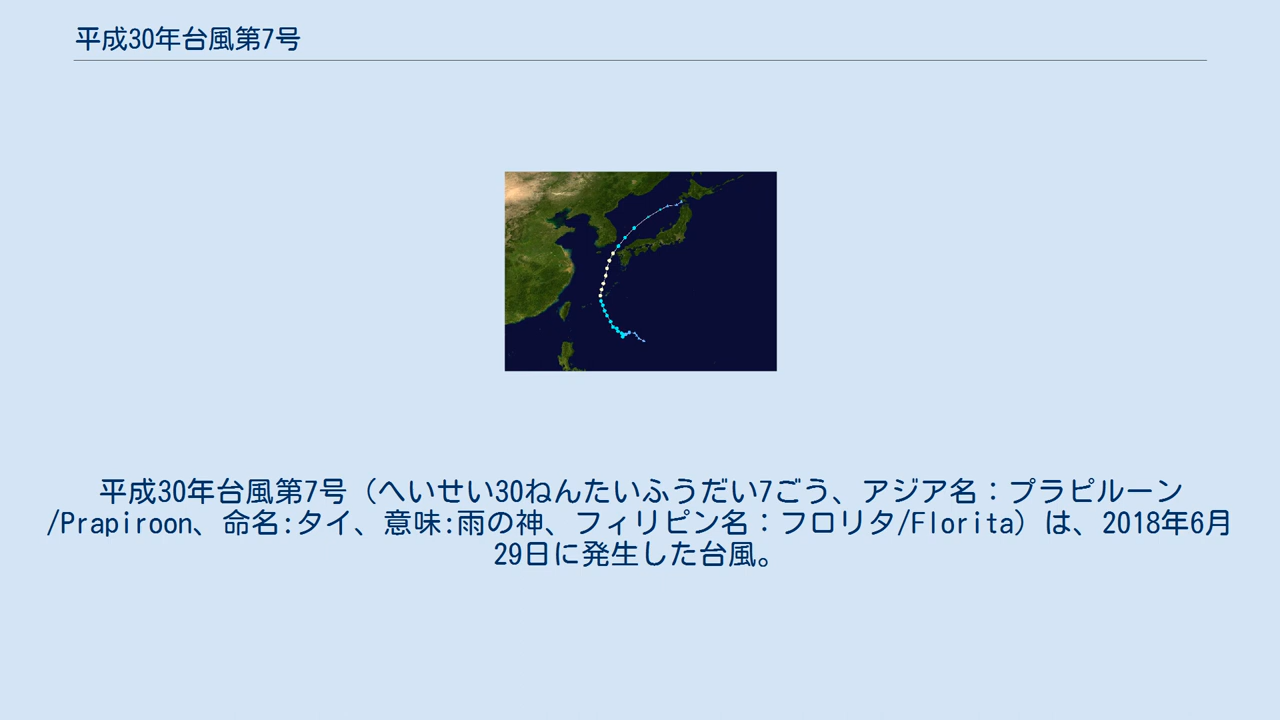 平成30年台風第7号
平成30年台風第7号（へいせい30ねんたいふうだい7ごう、アジア名：プラピルーン
/Prapiroon、命名:タイ、意味:雨の神、フィリピン名：フロリタ/Florita）は、2018年6月
29日に発生した台風。